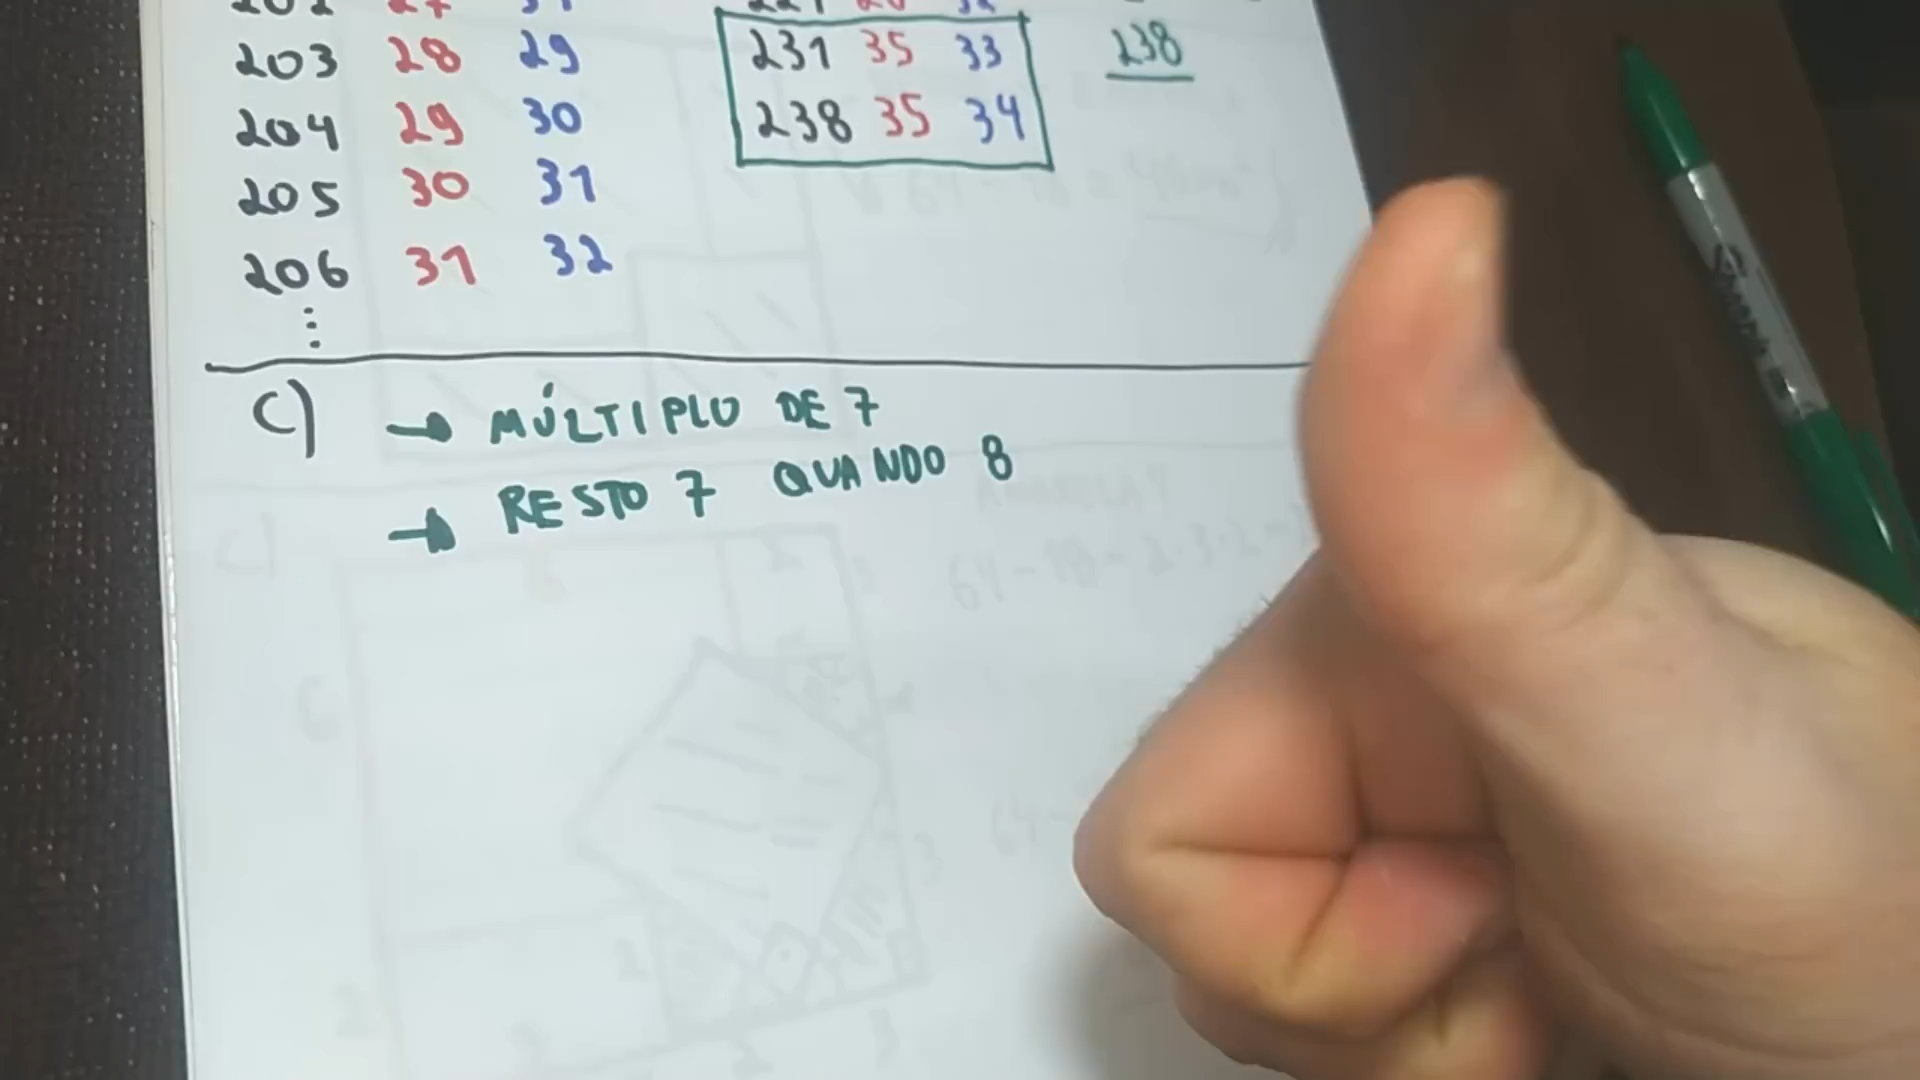 203 28 29
204 29 30
205 30 31
206 31 32
⋮
231 35 33
238 35 34
238
C) → MÚLTIPLO DE 7
→ RESTO 7 QUANDO 8